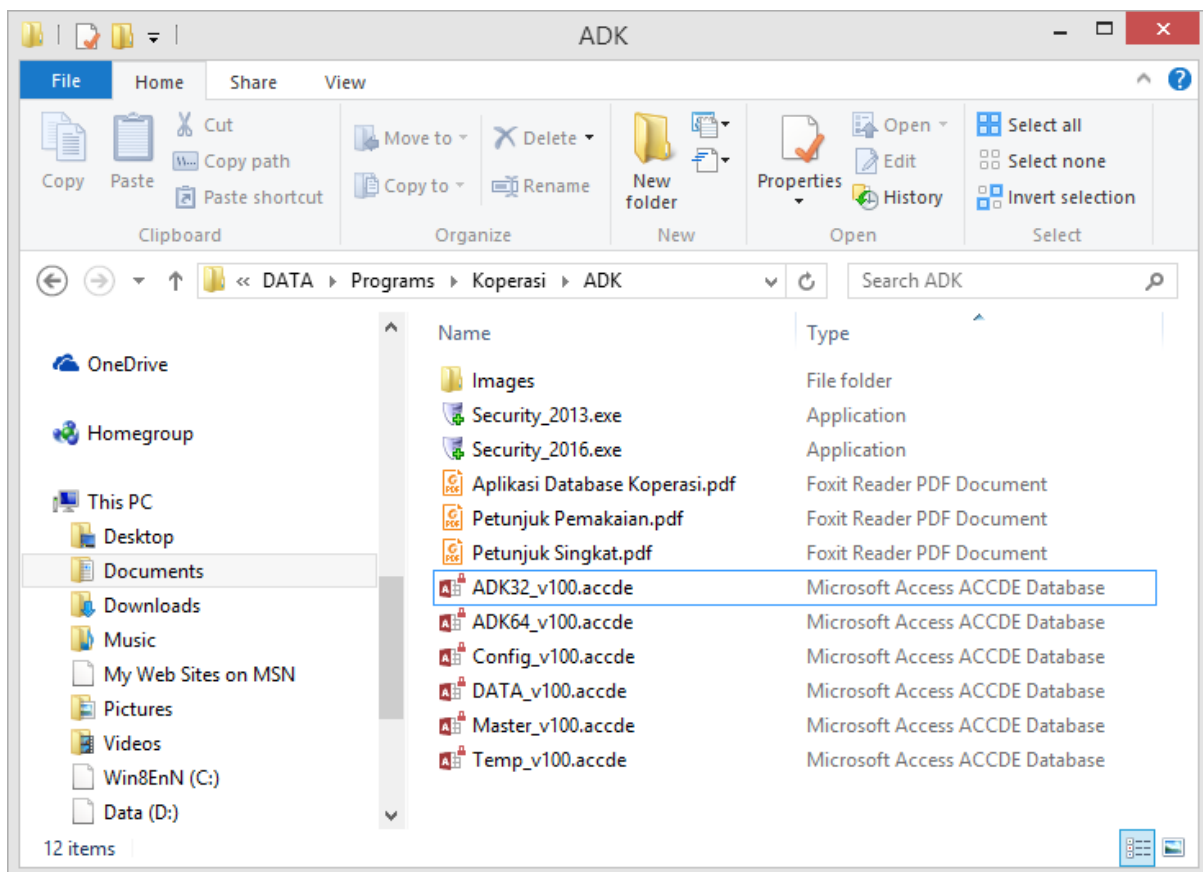 ADK
File Home Share View
Copy
Paste
Cut
Copy path
Paste shortcut
Clipboard
Move to
Copy to
Delete
Rename
Organize
New
folder
New
Properties
Open
Edit
History
Open
Select all
Select none
Invert selection
Select
« DATA Programs Koperasi ADK
Search ADK
OneDrive
Homegroup
This PC
Desktop
Documents
Downloads
Music
My Web Sites on MSN
Pictures
Videos
Win8EnN (C:)
Data (D:)
Name Type
Images File folder
Security_2013.exe Application
Security_2016.exe Application
Aplikasi Database Koperasi.pdf Foxit Reader PDF Document
Petunjuk Pemakaian.pdf Foxit Reader PDF Document
Petunjuk Singkat.pdf Foxit Reader PDF Document
ADK32_v100.accde Microsoft Access ACCDE Database
ADK64_v100.accde Microsoft Access ACCDE Database
Config_v100.accde Microsoft Access ACCDE Database
DATA_v100.accde Microsoft Access ACCDE Database
Master_v100.accde Microsoft Access ACCDE Database
Temp_v100.accde Microsoft Access ACCDE Database
12 items